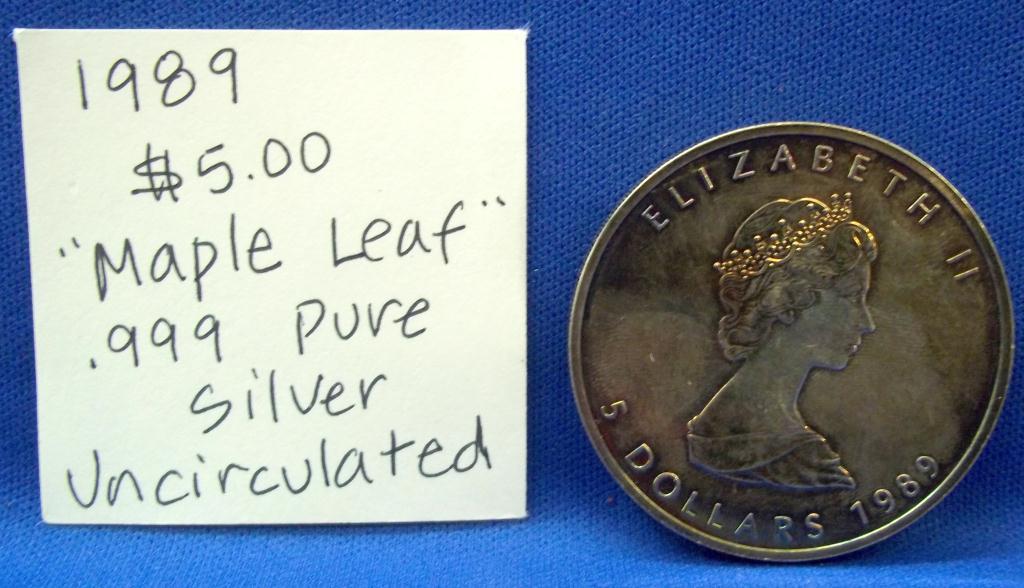 1989
$5.00
"Maple Leaf"
.999 pure
silver
Uncirculated
ELIZABETH II
5 DOLLARS 1989